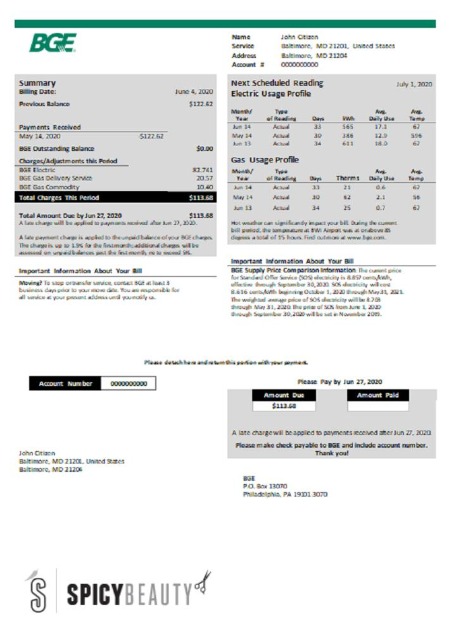 BGE
Name John Citizen
Service Baltimore, MD 21201, United States
Address Baltimore, MD 21204
Account # 0000000000
Summary
Billing Date: June 4, 2020
Previous Balance $122.62
Payments Received
May 14, 2020 -$122.62
BGE Outstanding Balance $0.00
Charges/Adjustments this Period
BGE Electric 82.741
BGE Gas Delivery Service 20.57
BGE Gas Commodity 10.40
Total Charges This Period $113.68
Total Amount Due by Jun 27, 2020 $113.68
A late charge will be applied to payments received after Jun 27, 2020.
A late payment charge is applied to the unpaid balance of your BGE charges.
The charge is up to 1.5% for the first month; additional charges will be
assessed on unpaid balances past the first month, not to exceed 5%.
Important Information About Your Bill
Moving? To stop or transfer service, contact BGE at least 3
business days prior to your move date. You are responsible for
all service at your present address until you notify us.
Next Scheduled Reading July 1, 2020
Electric Usage Profile
Month/ Type Avg. Avg.
Year of Reading Days kWh Daily Use Temp
Jun 14 Actual 33 565 17.1 67
May 14 Actual 30 12.9
Jun 13 Actual 34 611 18.0 67
Gas Usage Profile
Month/ Type Avg. Avg.
Year of Reading Days Therms Daily Use Temp
Jun 14 Actual 33 21 0.6 67
May 14 Actual 30 62 2.1 56
Jun 13 Actual 34 25 0.7 67
Hot weather can significantly impact your bill. During the current
bill period, the temperature at BWI Airport was at or above 85
degrees a total of 35 hours. Find out more at www.bge.com.
Important Information About Your Bill
BGE Supply Price Comparison Information: The current price
for Standard Offer Service (SOS) electricity is 8.857 cents/kWh,
effective through September 30, 2020. SOS electricity will cost
cents/kWh beginning October 1, 2020 through May 31, 2021.
The weighted average price of SOS electricity will be
through May 31, 2020. The price of SOS from June 1, 2020
through September 30, 2020 will be set in November
Please detach here and return this portion with your payment.
Account Number 0000000000
Please Pay by Jun 27, 2020
Amount Due Amount Paid
$113.68
A late charge will be applied to payments received after Jun 27, 2020.
Please make check payable to BGE and include account number.
Thank you!
John Citizen
Baltimore, MD 21201, United States
Baltimore, MD 21204
BGE
P.O. Box 13070
Philadelphia, PA 19101 3070
S SPICYBEAUTY